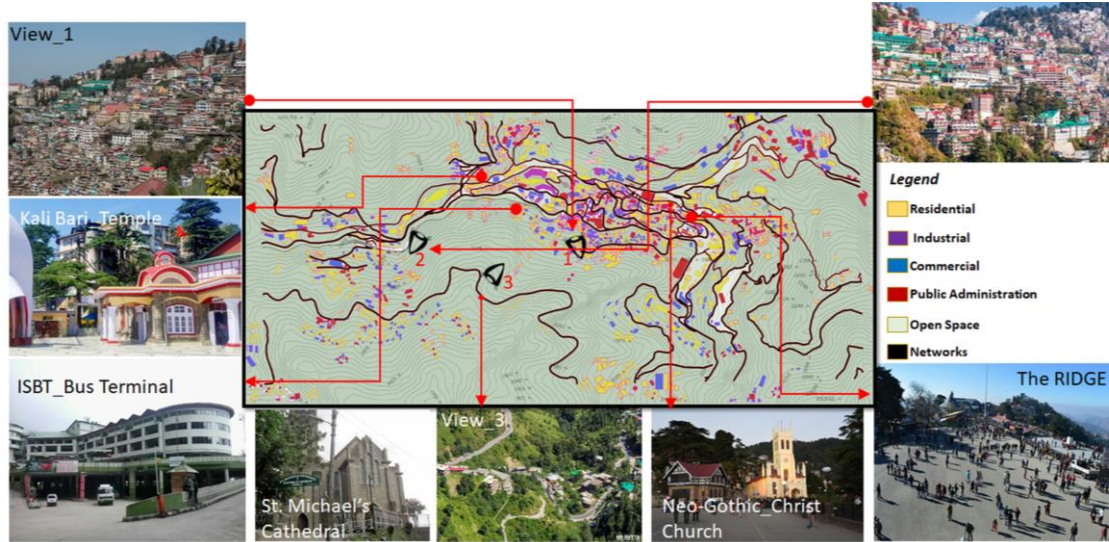 View_1
Kali Bari_Temple
ISBT_Bus Terminal
2
1
3
Legend
Residential
Industrial
Commercial
Public Administration
Open Space
Networks
The RIDGE
St. Michael's
Cathedral
View_3
Neo-Gothic_Christ
Church